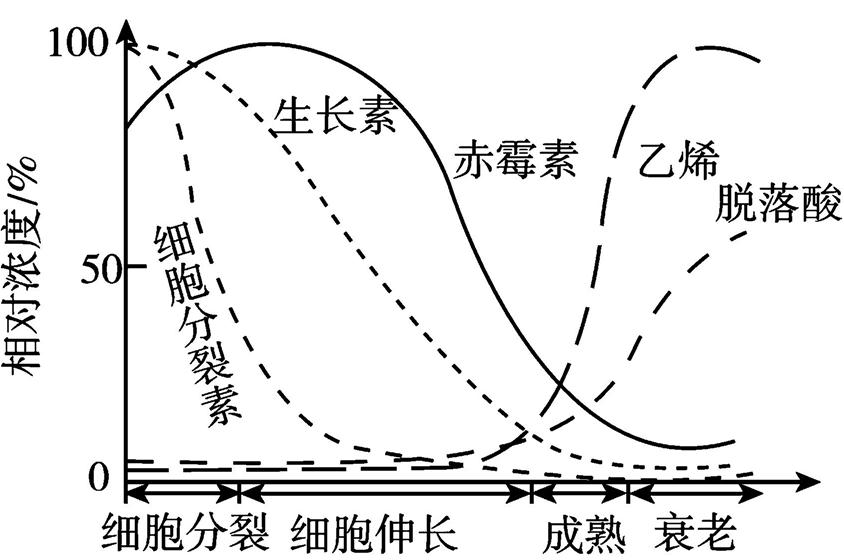 100
生长素
赤霉素
乙烯
脱落酸
相对浓度/%
50
细胞分裂素
0
细胞分裂
细胞伸长
成熟
衰老